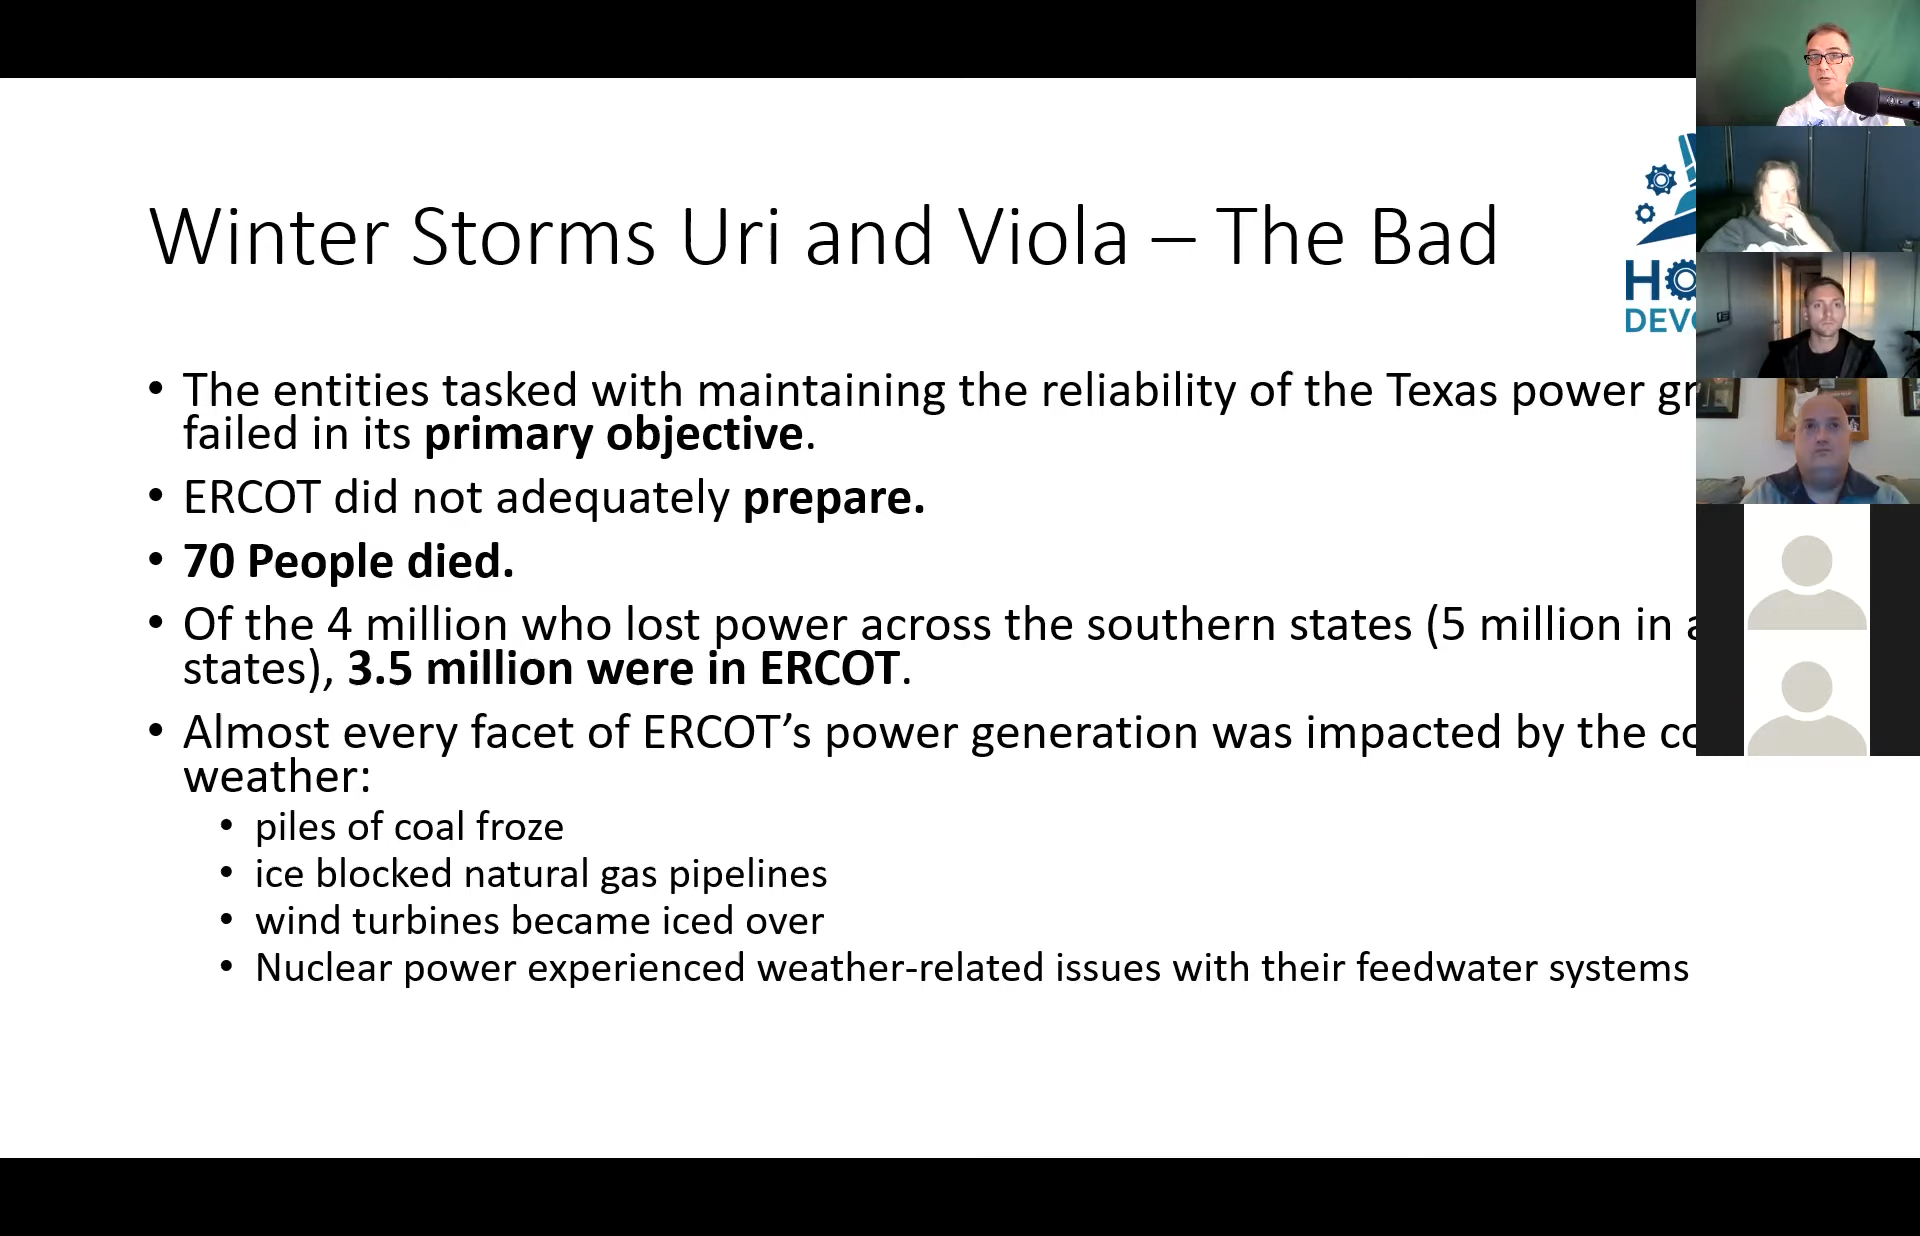 Winter Storms Uri and Viola – The Bad
• The entities tasked with maintaining the reliability of the Texas power
failed in its primary objective.
• ERCOT did not adequately prepare.
• 70 People died.
• Of the 4 million who lost power across the southern states (5 million in
states), 3.5 million were in ERCOT.
• Almost every facet of ERCOT’s power generation was impacted by the
weather:
• piles of coal froze
• ice blocked natural gas pipelines
• wind turbines became iced over
• Nuclear power experienced weather-related issues with their feedwater systems